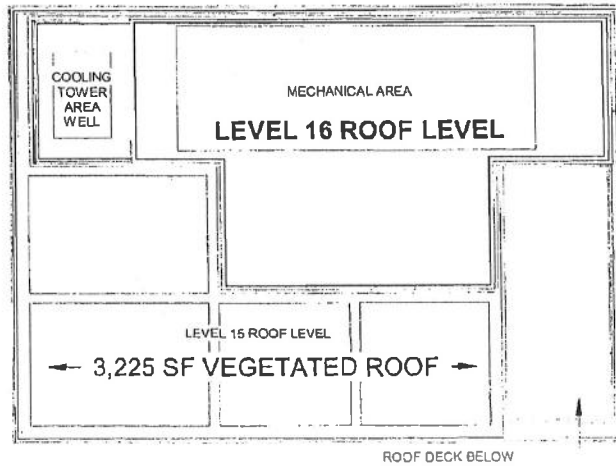 COOLING
TOWER
AREA
WELL
MECHANICAL AREA
LEVEL 16 ROOF LEVEL
LEVEL 15 ROOF LEVEL
3,225 SF VEGETATED ROOF
ROOF DECK BELOW